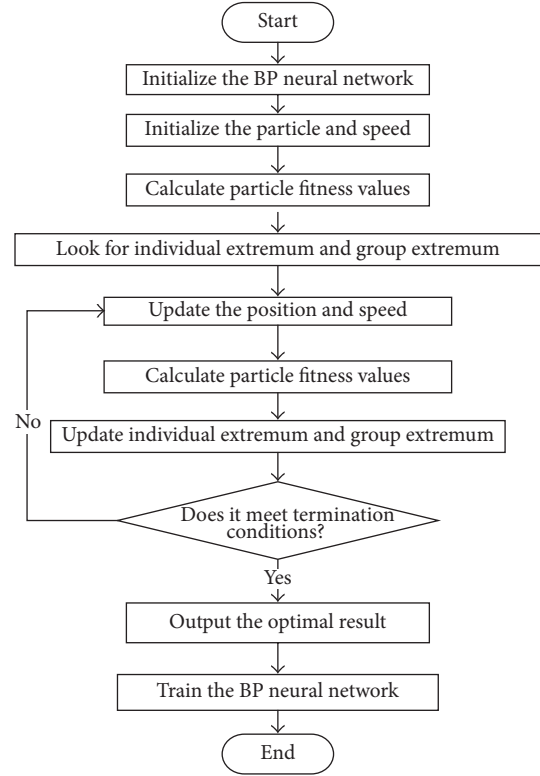 Start
Initialize the BP neural network
Initialize the particle and speed
Calculate particle fitness values
Look for individual extremum and group extremum
Update the position and speed
Calculate particle fitness values
No
Update individual extremum and group extremum
Does it meet termination
conditions?
Yes
Output the optimal result
Train the BP neural network
End